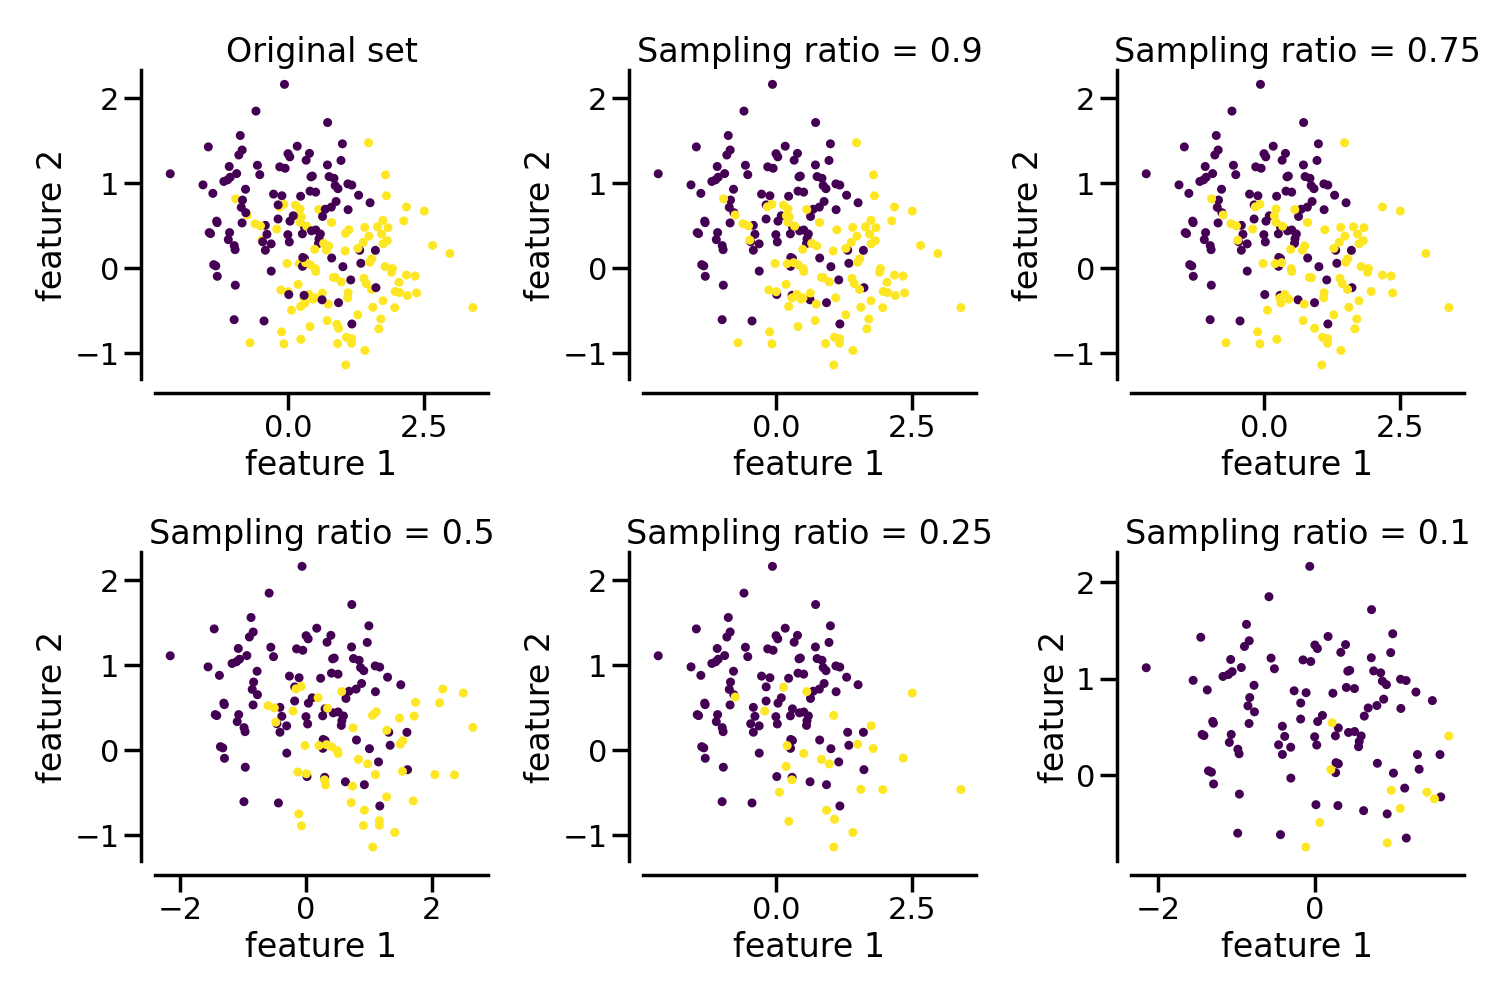 Original set
Sampling ratio = 0.9
Sampling ratio = 0.75
feature 2
2
1
0
−1
0.0
2.5
feature 1
feature 2
2
1
0
−1
0.0
2.5
feature 1
feature 2
2
1
0
−1
0.0
2.5
feature 1
Sampling ratio = 0.5
Sampling ratio = 0.25
Sampling ratio = 0.1
feature 2
2
1
0
−1
−2
0
2
feature 1
feature 2
2
1
0
−1
0.0
2.5
feature 1
feature 2
2
1
0
−2
0
feature 1